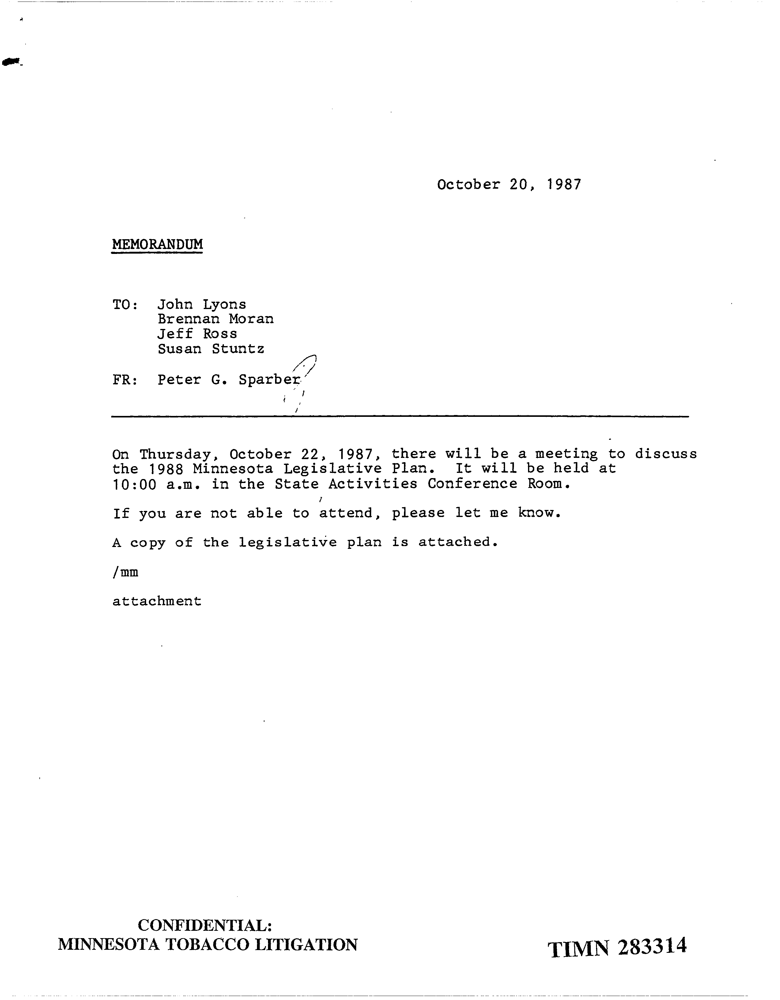 October 20, 1987
MEMORANDUM
TO: John Lyons
Brennan Moran
Jeff Ross
Susan Stuntz
FR: Peter G. Sparber
On Thursday, October 22, 1987, there will be a meeting to discuss
the 1988 Minnesota Legislative Plan. It will be held at
10:00 a.m. in the State Activities Conference Room.
If you are not able to attend, please let me know.
A copy of the legislative plan is attached.
/mm
attachment
CONFIDENTIAL:
MINNESOTA TOBACCO LITIGATION
TIMN 283314